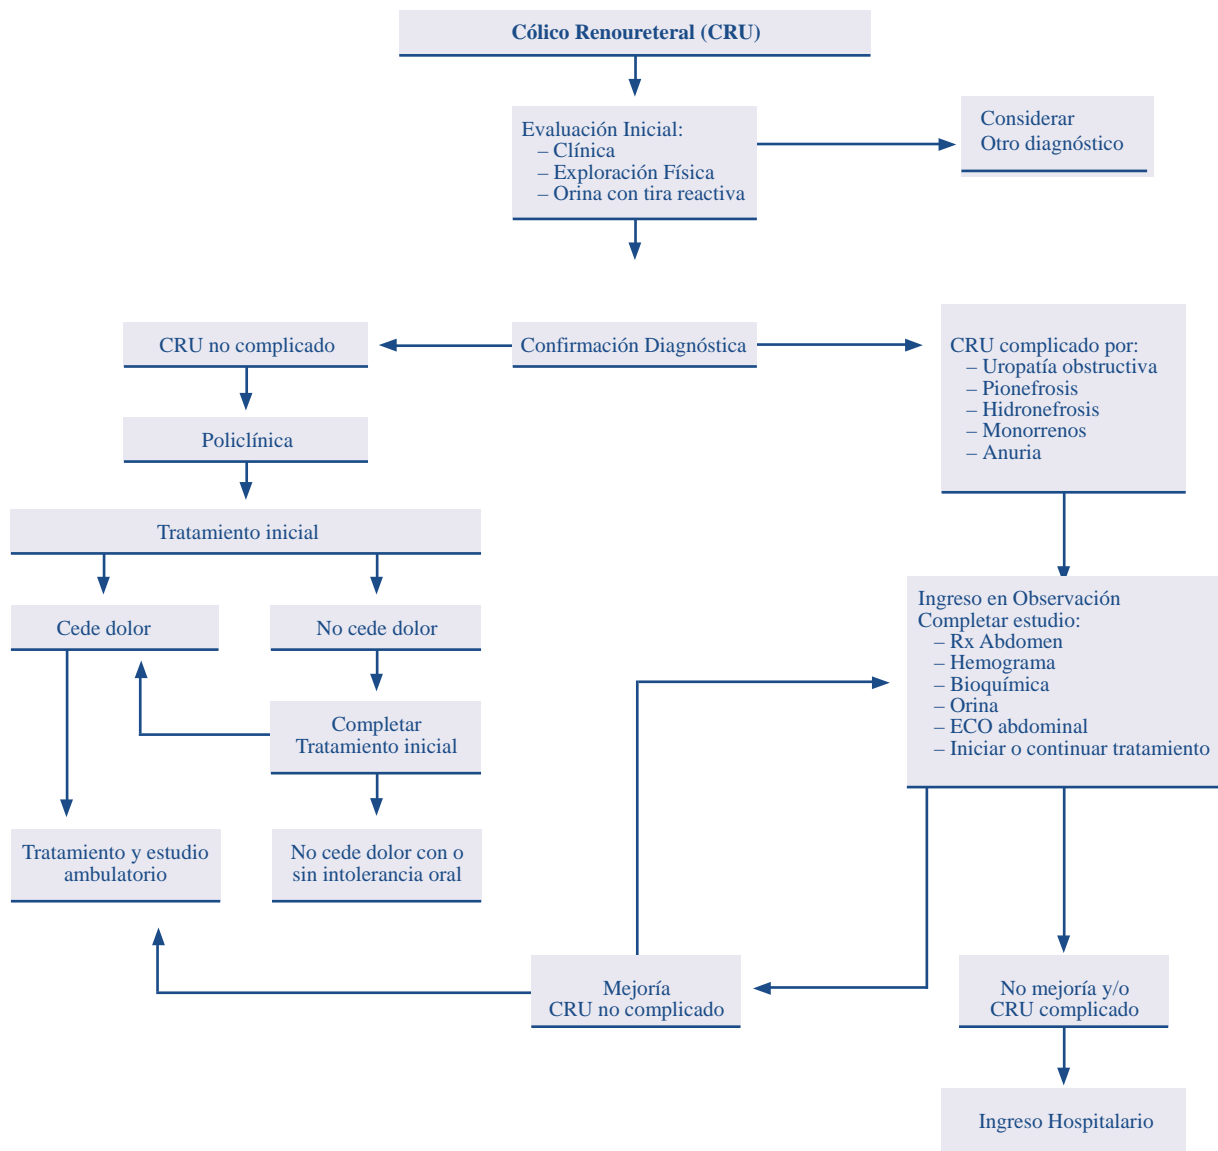 Cólico Renoureteral (CRU)
Evaluación Inicial:
– Clínica
– Exploración Física
– Orina con tira reactiva
Considerar
Otro diagnóstico
CRU no complicado
Confirmación Diagnóstica
CRU complicado por:
– Uropatía obstructiva
– Pionefrosis
– Hidronefrosis
– Monorrenos
– Anuria
Policlínica
Tratamiento inicial
Cede dolor
No cede dolor
Completar
Tratamiento inicial
Ingreso en Observación
Completar estudio:
– Rx Abdomen
– Hemograma
– Bioquímica
– Orina
– ECO abdominal
– Iniciar o continuar tratamiento
Tratamiento y estudio
ambulatorio
No cede dolor con o
sin intolerancia oral
Mejoría
CRU no complicado
No mejoría y/o
CRU complicado
Ingreso Hospitalario